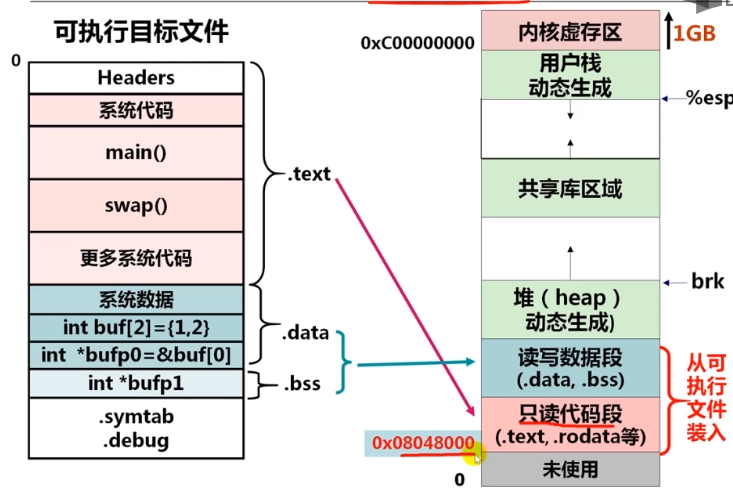 可执行目标文件
0
Headers
系统代码
main()
swap()
更多系统代码
系统数据
int buf[2]={1,2}
int *bufp0=&buf[0]
int *bufp1
.symtab
.debug
.text
.data
.bss
0xC00000000
内核虚存区
1GB
用户栈
动态生成
%esp
共享库区域
brk
堆（heap）
动态生成)
读写数据段
(.data, .bss)
只读代码段
(.text, .rodata等)
从可
执行
文件
装入
0x08048000
未使用
0